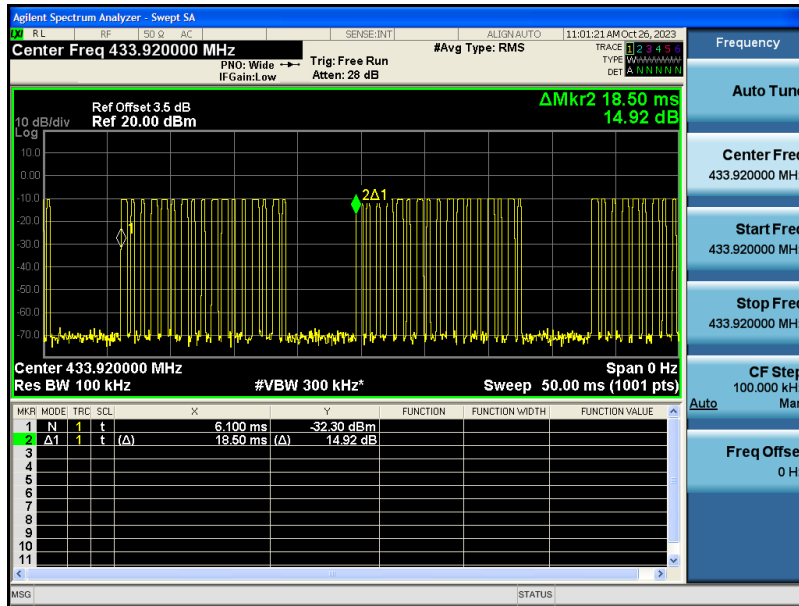 Agilent Spectrum Analyzer - Swept SA
LXI RL RF 50 Ω AC SENSE:INT ALIGNAUTO 11:01:21 AM Oct 26, 2023
Center Freq 433.920000 MHz
#Avg Type: RMS
TRACE 1 2 3 4 5 6
TYPE W
DET A N N N N N
PNO: Wide
IFGain:Low
Trig: Free Run
Atten: 28 dB
Ref Offset 3.5 dB
10 dB/div Ref 20.00 dBm
Log
ΔMkr2 18.50 ms
14.92 dB
10.0
0.00
-10.0
-20.0
-30.0
-40.0
-50.0
-60.0
-70.0
1
2Δ1
Center 433.920000 MHz Span 0 Hz
Res BW 100 kHz #VBW 300 kHz* Sweep 50.00 ms (1001 pts)
MKR MODE TRC SCL X Y FUNCTION FUNCTION WIDTH FUNCTION VALUE
1 N 1 t 6.100 ms -32.30 dBm
2 Δ1 1 t (Δ) 18.50 ms (Δ) 14.92 dB
3
4
5
6
7
8
9
10
11
MSG STATUS
Frequency
Auto Tune
Center Freq
433.920000 MHz
Start Freq
433.920000 MHz
Stop Freq
433.920000 MHz
CF Step
100.000 kHz
Auto Man
Freq Offset
0 Hz